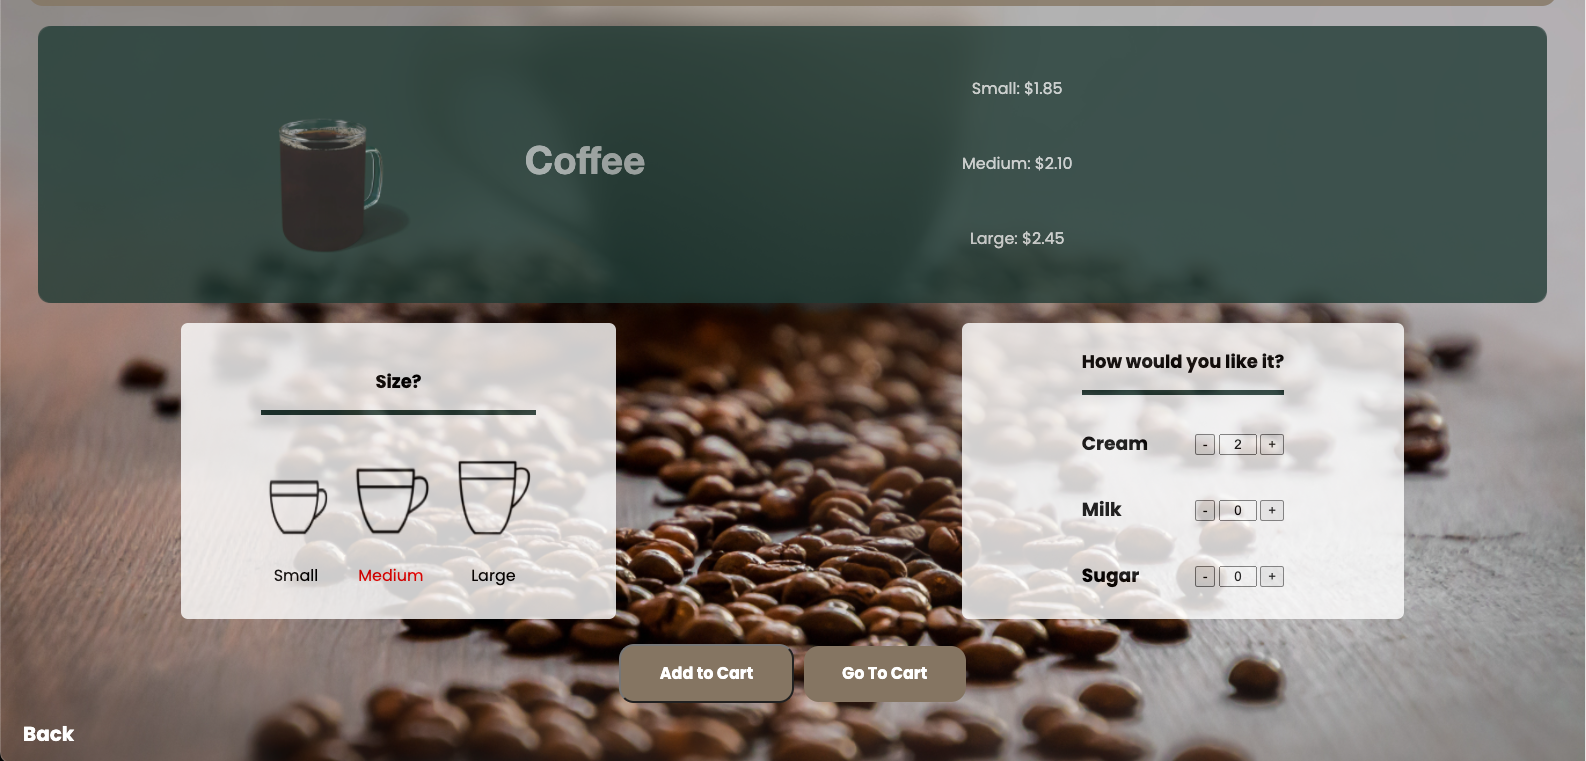 Coffee
Small: $1.85
Medium: $2.10
Large: $2.45
Size?
Small Medium Large
How would you like it?
Cream - 2 +
Milk - 0 +
Sugar - 0 +
Add to Cart Go To Cart
Back